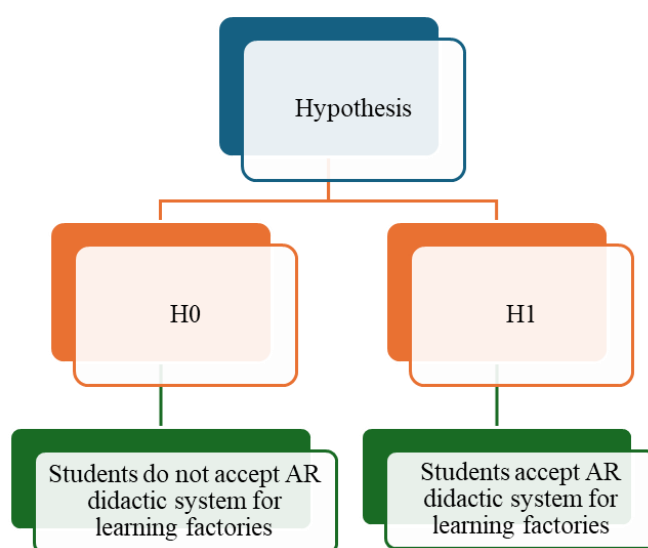 Hypothesis
H0
H1
Students do not accept AR
didactic system for
learning factories
Students accept AR
didactic system for
learning factories